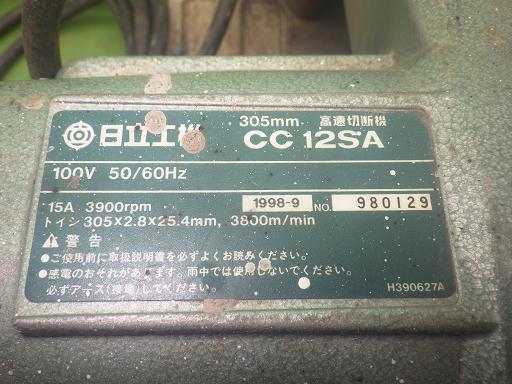 日立工機 305mm 高速切断機
CC 12SA
100V 50/60Hz
15A 3900rpm 1998-9 NO. 980129
トイシ 305×2.8×25.4mm, 3800m/min
⚠ 警告
●ご使用前に取扱説明書をよくお読みください。
●感電のおそれがあります。雨中では使用しないでください。
必ずアース(接地)してください。
H390627A